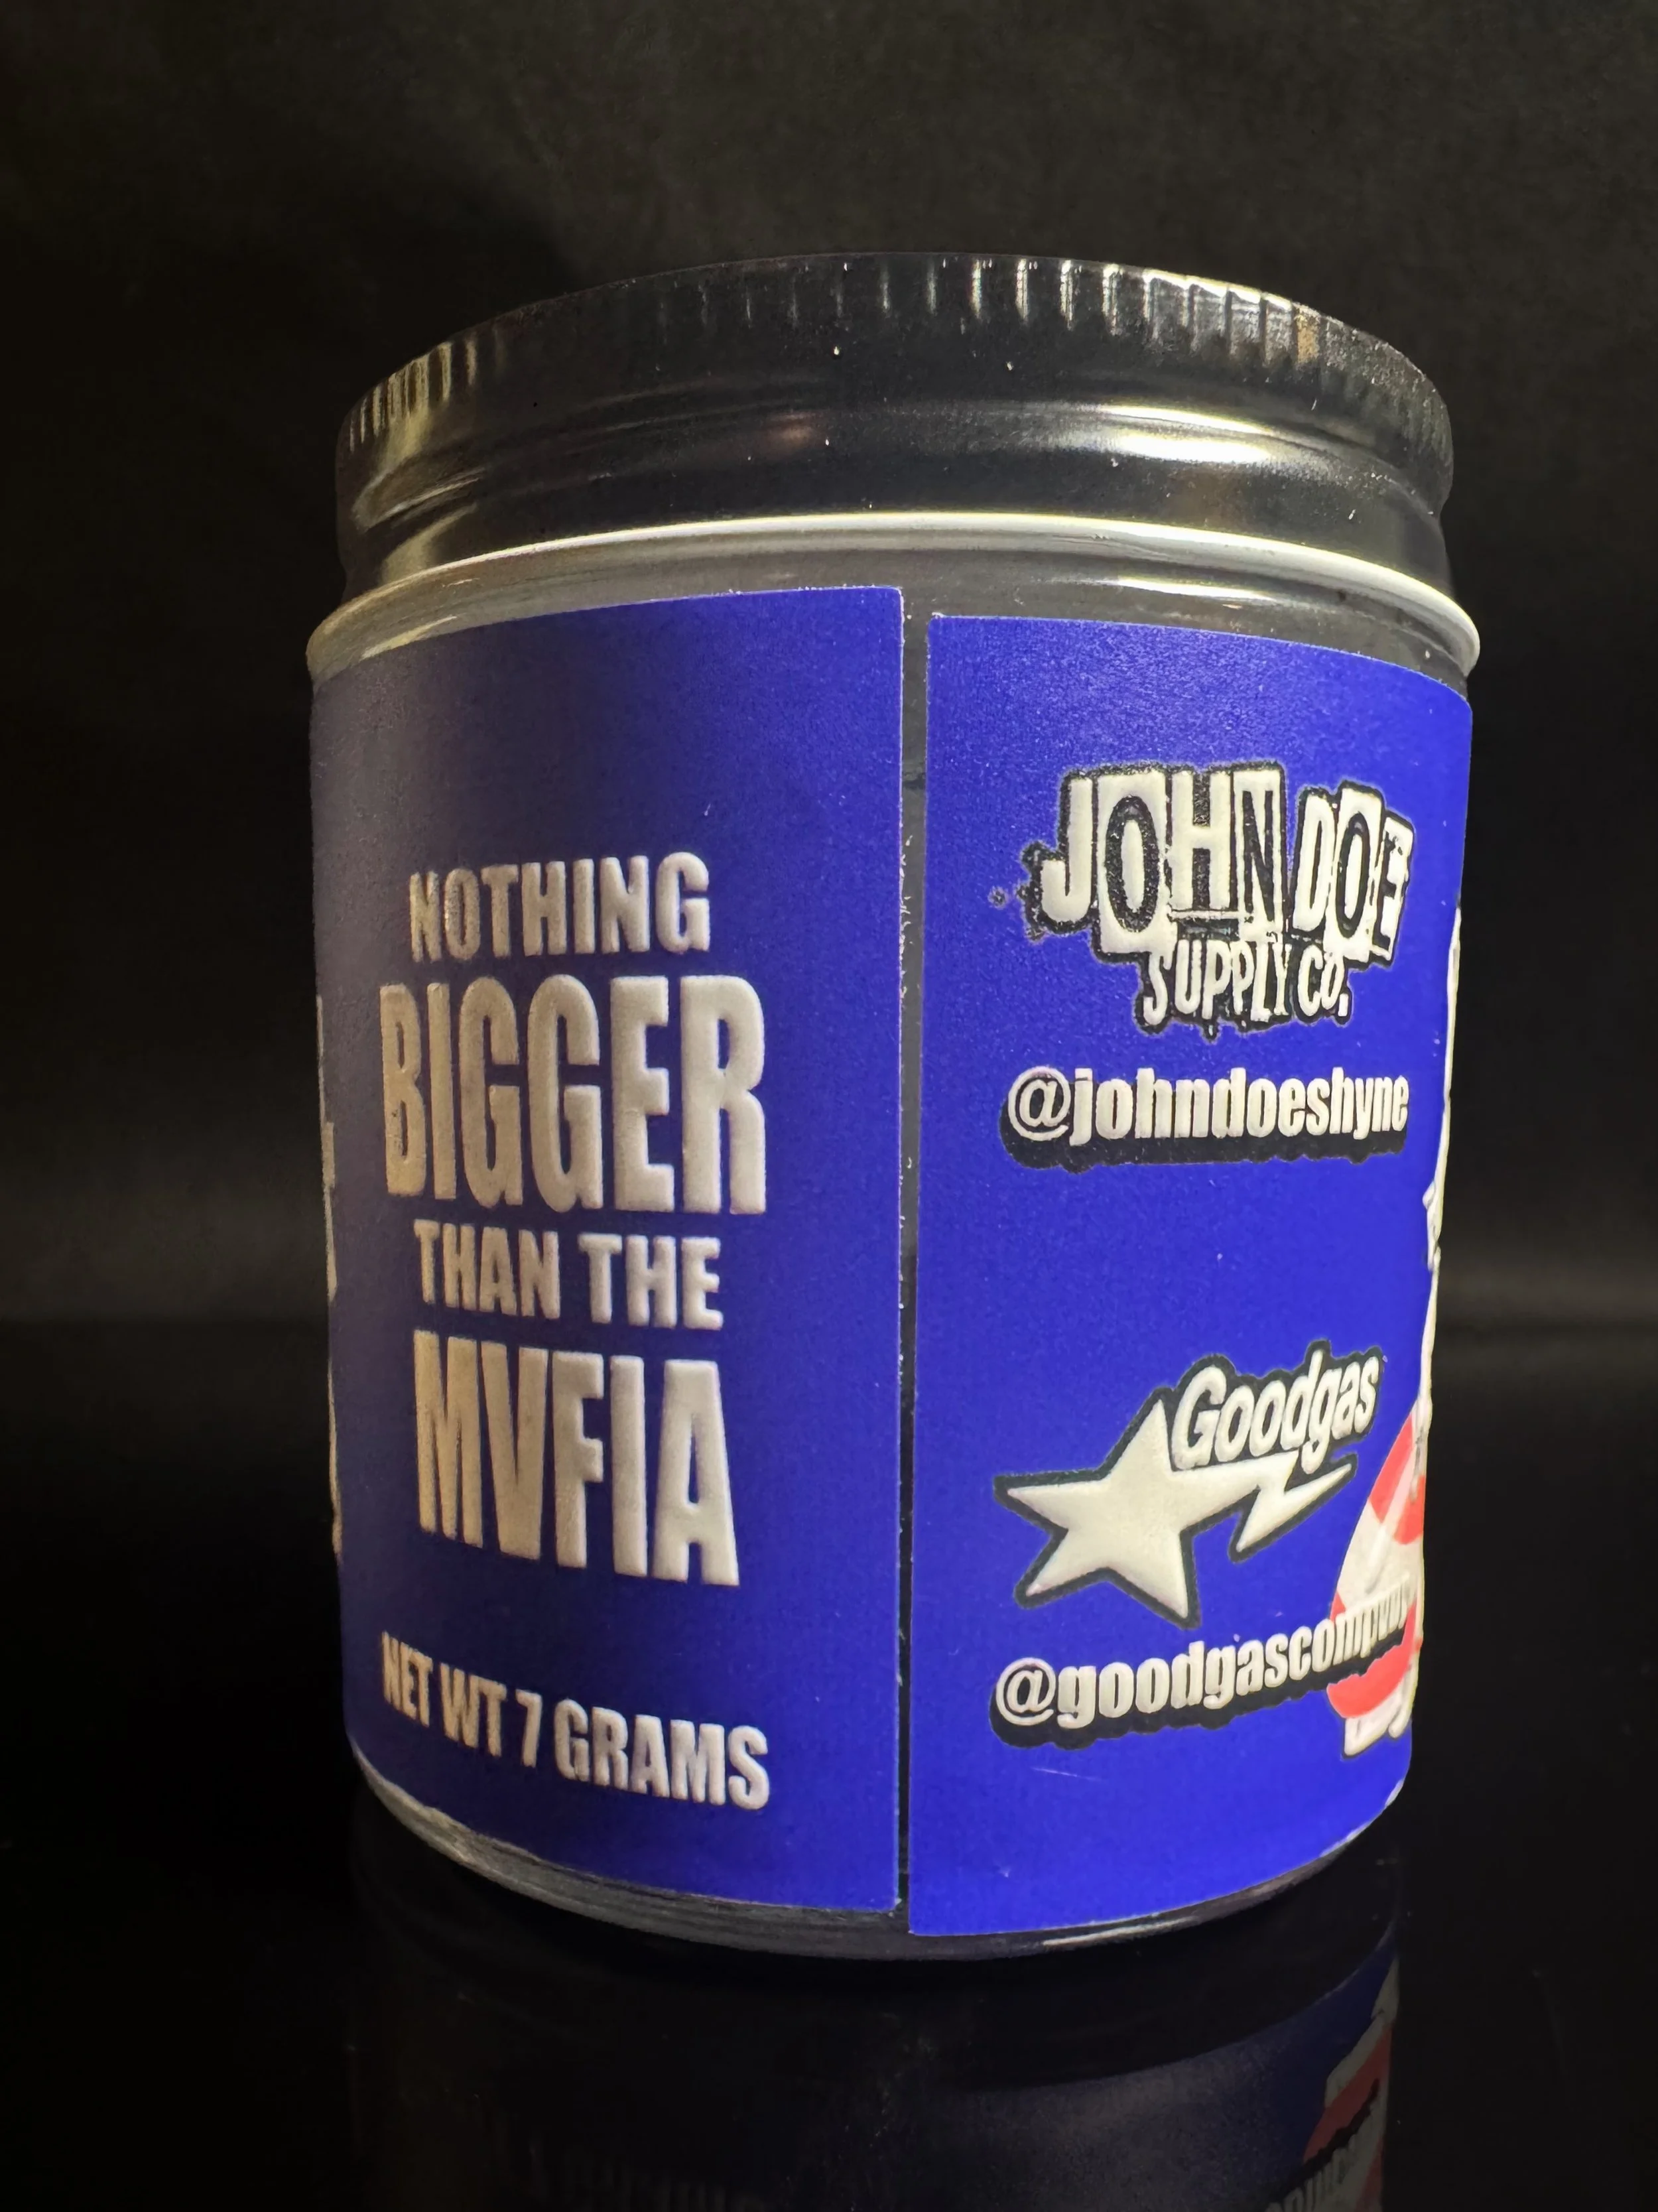 NOTHING
BIGGER
THAN THE
MVFIA
NET WT 7 GRAMS
JOHN DOE
SUPPLY CO.
@johndoeshyne
Goodgas